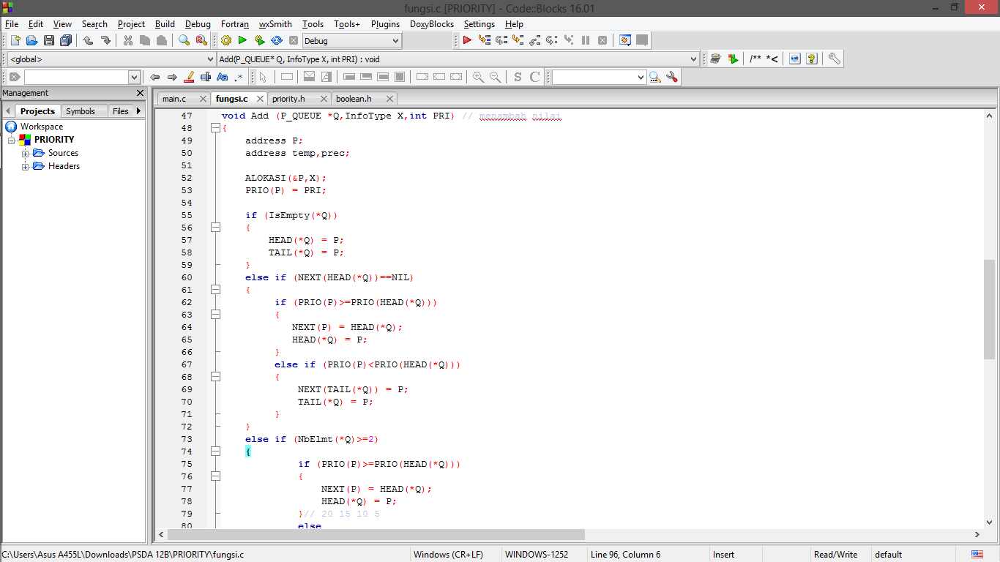 fungsi.c [PRIORITY] - Code::Blocks 16.01
File Edit View Search Project Build Debug Fortran wxSmith Tools Tools+ Plugins DoxyBlocks Settings Help
Debug
<global> Add(P_QUEUE* Q, InfoType X, int PRI) : void
/** *<
Aa .*
S C
Management
main.c fungsi.c priority.h boolean.h
Projects Symbols Files
Workspace
PRIORITY
Sources
Headers
47 void Add (P_QUEUE *Q,InfoType X,int PRI) // menambah nilai
48 {
49 address P;
50 address temp,prec;
51
52 ALOKASI(&P,X);
53 PRIO(P) = PRI;
54
55 if (IsEmpty(*Q))
56 {
57 HEAD(*Q) = P;
58 TAIL(*Q) = P;
59 }
60 else if (NEXT(HEAD(*Q))==NIL)
61 {
62 if (PRIO(P)>=PRIO(HEAD(*Q)))
63 {
64 NEXT(P) = HEAD(*Q);
65 HEAD(*Q) = P;
66 }
67 else if (PRIO(P)<PRIO(HEAD(*Q)))
68 {
69 NEXT(TAIL(*Q)) = P;
70 TAIL(*Q) = P;
71 }
72 }
73 else if (NbElmt(*Q)>=2)
74 {
75 if (PRIO(P)>=PRIO(HEAD(*Q)))
76 {
77 NEXT(P) = HEAD(*Q);
78 HEAD(*Q) = P;
79 }// 20 15 10 5
80 else
C:\Users\Asus A455L\Downloads\PSDA 12B\PRIORITY\fungsi.c Windows (CR+LF) WINDOWS-1252 Line 96, Column 6 Insert Read/Write default